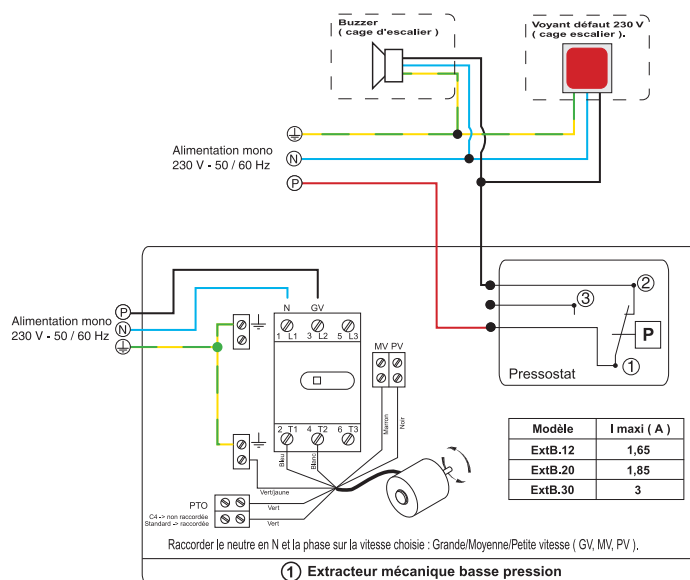 Buzzer
( cage d'escalier )
Voyant défaut 230 V
( cage escalier ).
Alimentation mono
230 V - 50 / 60 Hz
N
P
P
N
Alimentation mono
230 V - 50 / 60 Hz
N GV
1 L1 3 L2 5 L3
MV PV
2 T1 4 T2 6 T3
Bleu
Blanc
Marron
Noir
Vert/jaune
PTO
C4 -> non raccordée
Standard -> raccordée
Vert
Vert
2
3
P
1
Pressostat
Modèle I maxi ( A )
ExtB.12 1,65
ExtB.20 1,85
ExtB.30 3
Raccorder le neutre en N et la phase sur la vitesse choisie : Grande/Moyenne/Petite vitesse ( GV, MV, PV ).
1 Extracteur mécanique basse pression